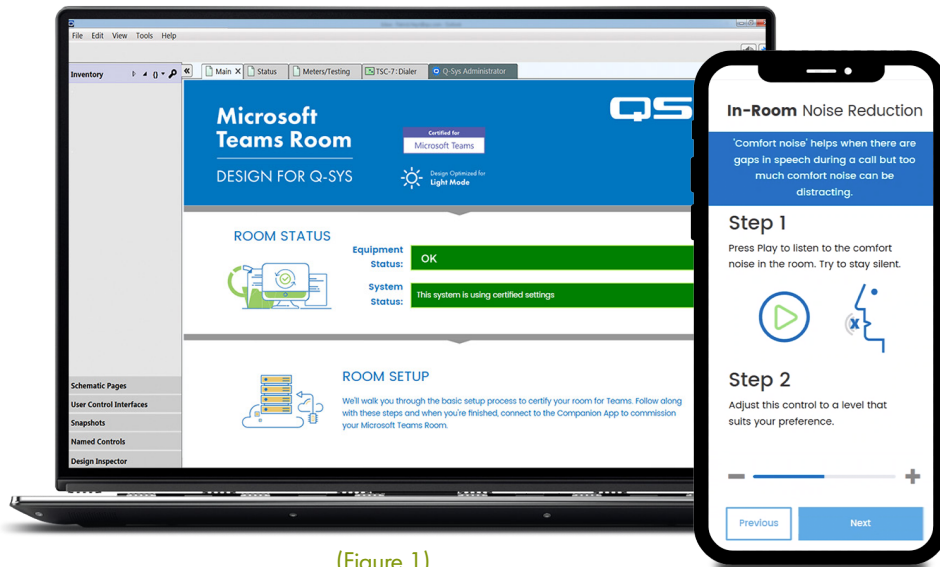 File Edit View Tools Help
Inventory
Main X Status Meters/Testing TSC-7: Dialer Q-Sys Administrator
Microsoft
Teams Room
DESIGN FOR Q-SYS
Certified for
Microsoft Teams
Design Optimized for
Light Mode
QS
ROOM STATUS
Equipment
Status:
OK
System
Status:
This system is using certified settings
ROOM SETUP
We'll walk you through the basic setup process to certify your room for Teams. Follow along
with these steps and when you're finished, connect to the Companion App to commission
your Microsoft Teams Room.
Schematic Pages
User Control Interfaces
Snapshots
Named Controls
Design Inspector
In-Room Noise Reduction
'Comfort noise' helps when there are
gaps in speech during a call but too
much comfort noise can be
distracting.
Step 1
Press Play to listen to the comfort
noise in the room. Try to stay silent.
x
Step 2
Adjust this control to a level that
suits your preference.
Previous Next
(Figure 1)